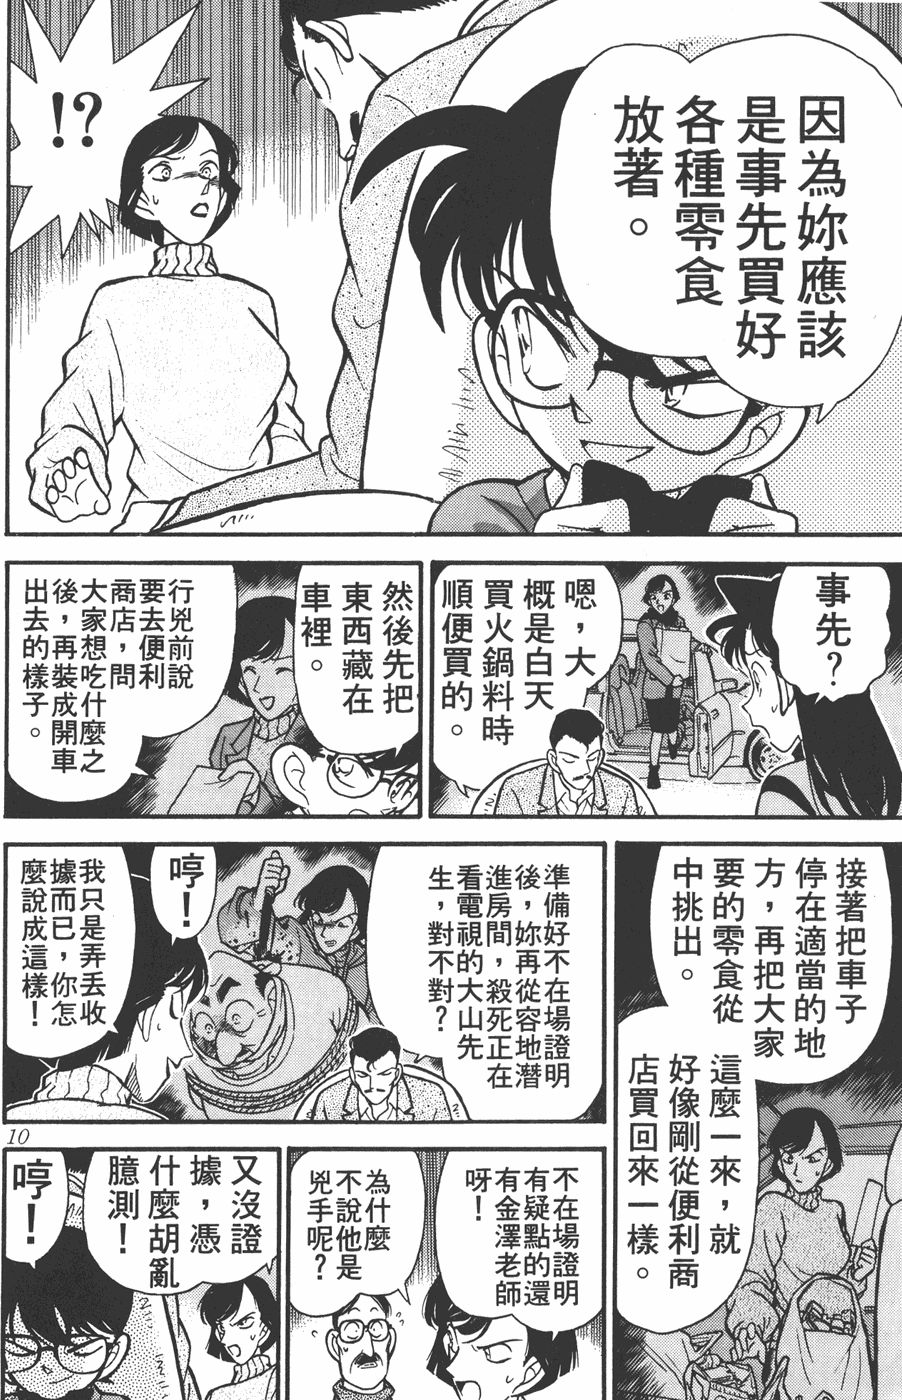 因為妳應該
是事先買好
各種零食
放著。
!?
事先?
嗯,大
概是白天
買火鍋料時
順便買的。
然後先把
東西藏在
車裡。
行兇前說
要去便利
商店,問
大家想吃什麼之
後,再裝成開車
出去的樣子。
接著把車子
停在適當的地
方,再把大家
要的零食從
中挑出。
這麼一來,就
好像剛從便利商
店買回來一樣。
準備好不在場證明
後,妳再從容地潛
進房間,殺死正在
看電視的大山先
生,對不對?
哼!
我只是弄丟收
據而已,你怎
麼說成這樣!
不在場證明
有疑點的還
有金澤老師
呀!
為什麼
不說他是
兇手呢?
又沒證
據,憑
什麼胡亂
臆測!
哼!
10